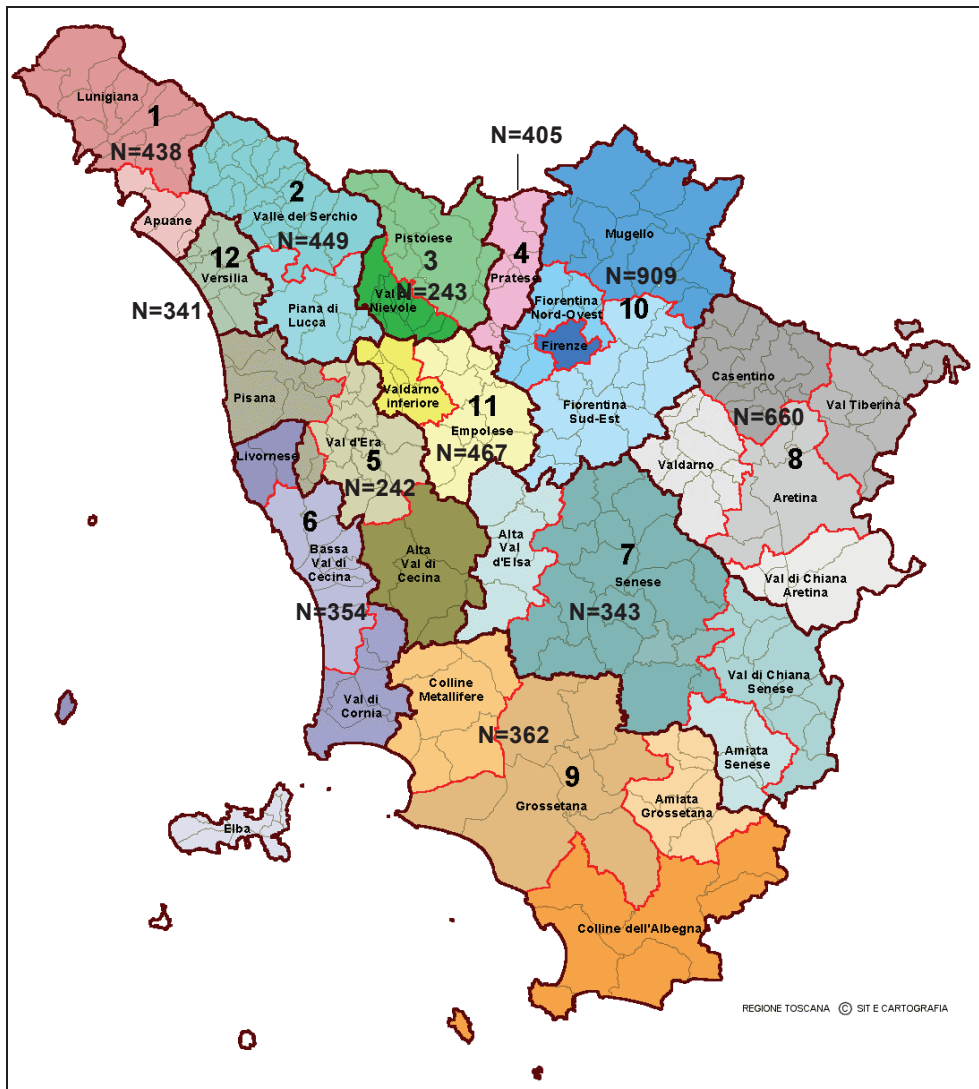 Lunigiana
1
N=438
N=405
Apuane
2
Valle del Serchio
N=449
Pistoiese
3
N=243
4
Pratese
Mugello
N=909
12
Versilia
N=341
Piana di
Lucca
Nievole
Fiorentina
Nord-Ovest
10
Firenze
Casentino
N=660
Val Tiberina
Pisana
Valdarno
inferiore
11
Empolese
N=467
Fiorentina
Sud-Est
Livornese
Val d'Era
5
N=242
Valdarno
8
Aretina
6
Bassa
Val di
Cecina
N=354
Alta
Val di
Cecina
Alta
Val
d'Elsa
7
Senese
N=343
Val di Chiana
Aretina
Val di
Cornia
Colline
Metallifere
N=362
Val di Chiana
Senese
Amiata
Senese
9
Grossetana
Amiata
Grossetana
Elba
Colline dell'Albegna
REGIONE TOSCANA © SIT E CARTOGRAFIA